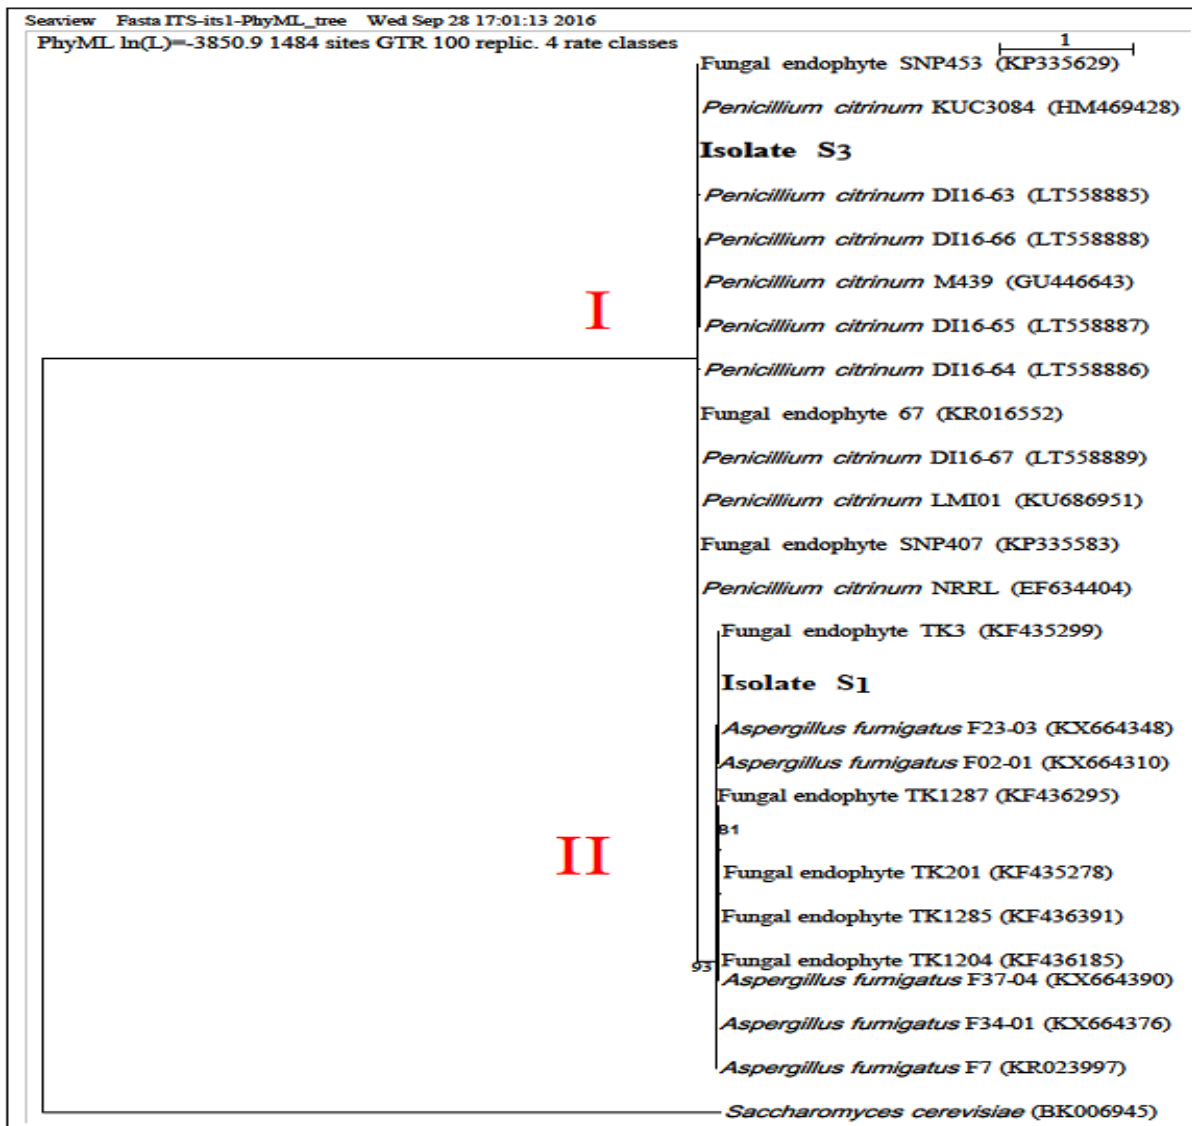 Seaview Fasta ITS-its1-PhyML_tree Wed Sep 28 17:01:13 2016
PhyML ln(L)=-3850.9 1484 sites GTR 100 replic. 4 rate classes
1
Fungal endophyte SNP453 (KP335629)
Penicillium citrinum KUC3084 (HM469428)
Isolate S3
Penicillium citrinum DI16-63 (LT558885)
Penicillium citrinum DI16-66 (LT558888)
Penicillium citrinum M439 (GU446643)
I
Penicillium citrinum DI16-65 (LT558887)
Penicillium citrinum DI16-64 (LT558886)
Fungal endophyte 67 (KR016552)
Penicillium citrinum DI16-67 (LT558889)
Penicillium citrinum LMI01 (KU686951)
Fungal endophyte SNP407 (KP335583)
Penicillium citrinum NRRL (EF634404)
Fungal endophyte TK3 (KF435299)
Isolate S1
Aspergillus fumigatus F23-03 (KX664348)
Aspergillus fumigatus F02-01 (KX664310)
Fungal endophyte TK1287 (KF436295)
81
II
Fungal endophyte TK201 (KF435278)
Fungal endophyte TK1285 (KF436391)
Fungal endophyte TK1204 (KF436185)
93
Aspergillus fumigatus F37-04 (KX664390)
Aspergillus fumigatus F34-01 (KX664376)
Aspergillus fumigatus F7 (KR023997)
Saccharomyces cerevisiae (BK006945)